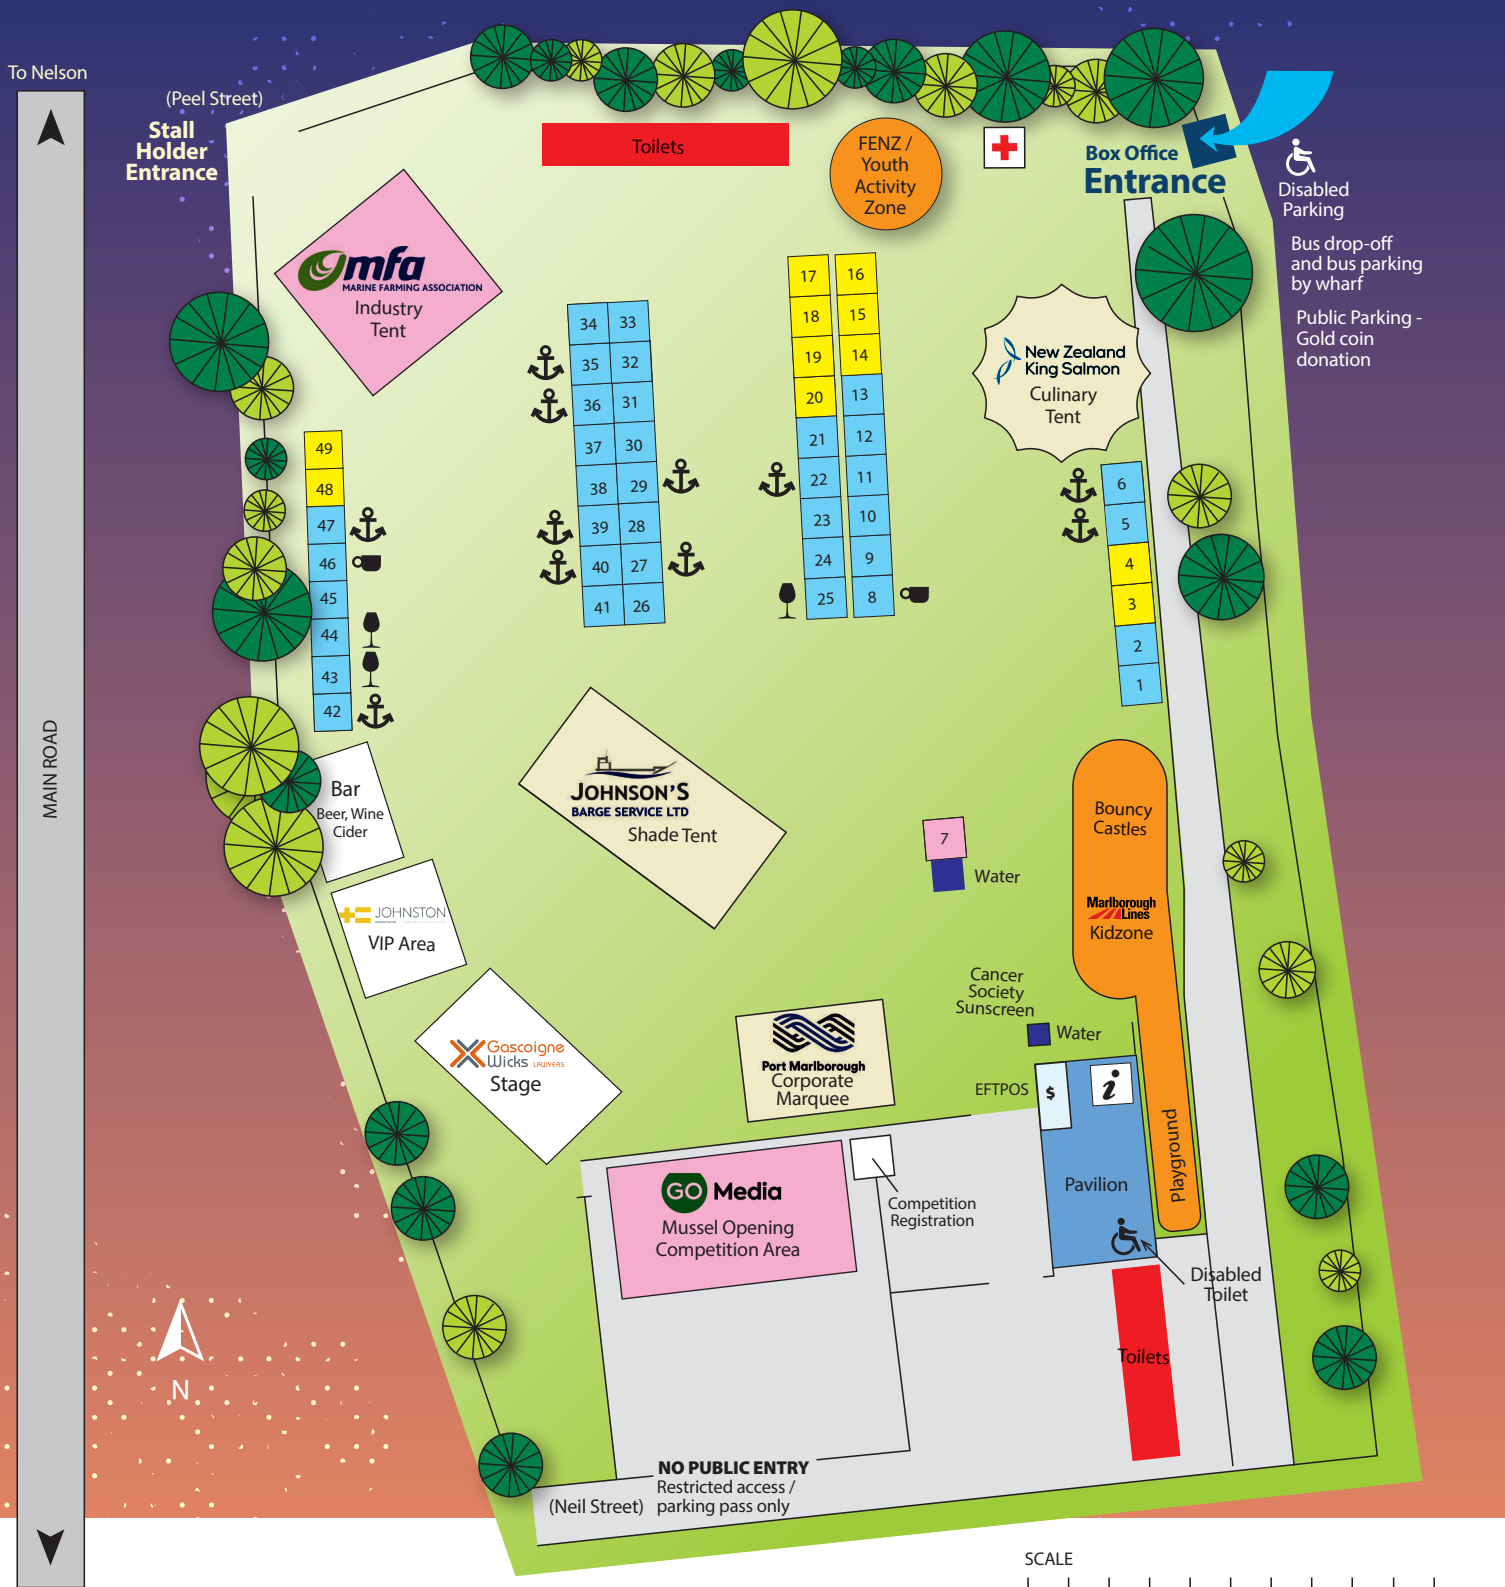 To Nelson
(Peel Street)
Stall
Holder
Entrance
MAIN ROAD
Toilets
FENZ /
Youth
Activity
Zone
Box Office
Entrance
Disabled
Parking
Bus drop-off
and bus parking
by wharf
Public Parking -
Gold coin
donation
mfa
MARINE FARMING ASSOCIATION
Industry
Tent
New Zealand
King Salmon
Culinary
Tent
34 33
35 32
36 31
37 30
38 29
39 28
40 27
41 26
17 16
18 15
19 14
20 13
21 12
22 11
23 10
24 9
25 8
6
5
4
3
2
1
49
48
47
46
45
44
43
42
Bar
Beer, Wine
Cider
JOHNSTON
VIP Area
JOHNSON'S
BARGE SERVICE LTD
Shade Tent
7
Water
Bouncy
Castles
Marlborough
Lines
Kidzone
Playground
Cancer
Society
Sunscreen
Water
Gascoigne
Wicks LAWYERS
Stage
Port Marlborough
Corporate
Marquee
EFTPOS
$
i
Pavilion
GO Media
Mussel Opening
Competition Area
Competition
Registration
Disabled
Toilet
Toilets
N
NO PUBLIC ENTRY
Restricted access /
parking pass only
(Neil Street)
SCALE